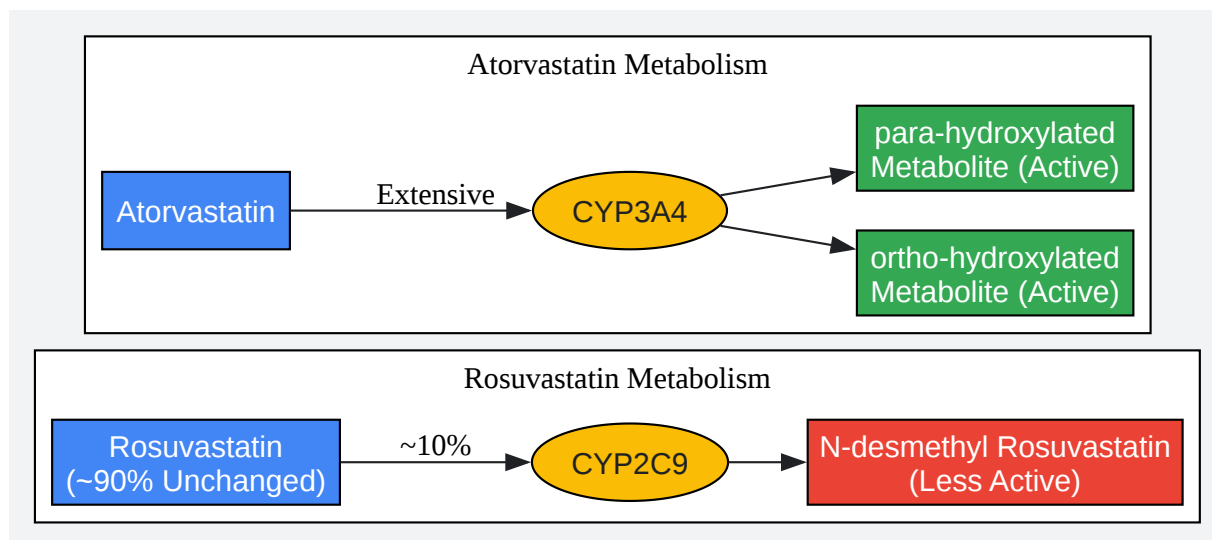 Atorvastatin Metabolism
Atorvastatin
Extensive
CYP3A4
para-hydroxylated
Metabolite (Active)
ortho-hydroxylated
Metabolite (Active)
Rosuvastatin Metabolism
Rosuvastatin
(~90% Unchanged)
~10%
CYP2C9
N-desmethyl Rosuvastatin
(Less Active)